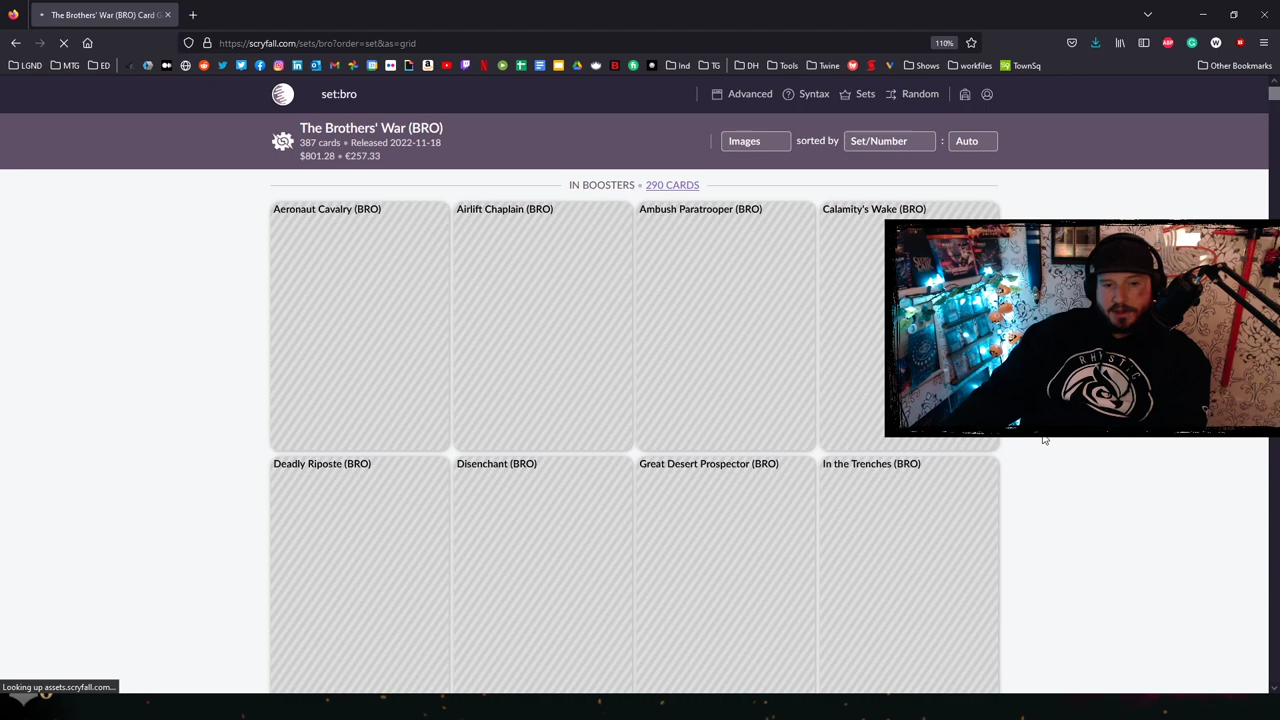 The Brothers' War (BRO) Card G
https://scryfall.com/sets/bro?order=set&as=grid
110%
LGND
MTG
ED
Ind
TG
DH
Tools
Twine
Shows
workfiles
TownSq
Other Bookmarks
set:bro
Advanced
Syntax
Sets
Random
The Brothers' War (BRO)
387 cards • Released 2022-11-18
$801.28 • €257.33
Images
sorted by
Set/Number
:
Auto
IN BOOSTERS • 290 CARDS
Aeronaut Cavalry (BRO)
Airlift Chaplain (BRO)
Ambush Paratrooper (BRO)
Calamity's Wake (BRO)
RHYSTIC
Deadly Riposte (BRO)
Disenchant (BRO)
Great Desert Prospector (BRO)
In the Trenches (BRO)
Looking up assets.scryfall.com...